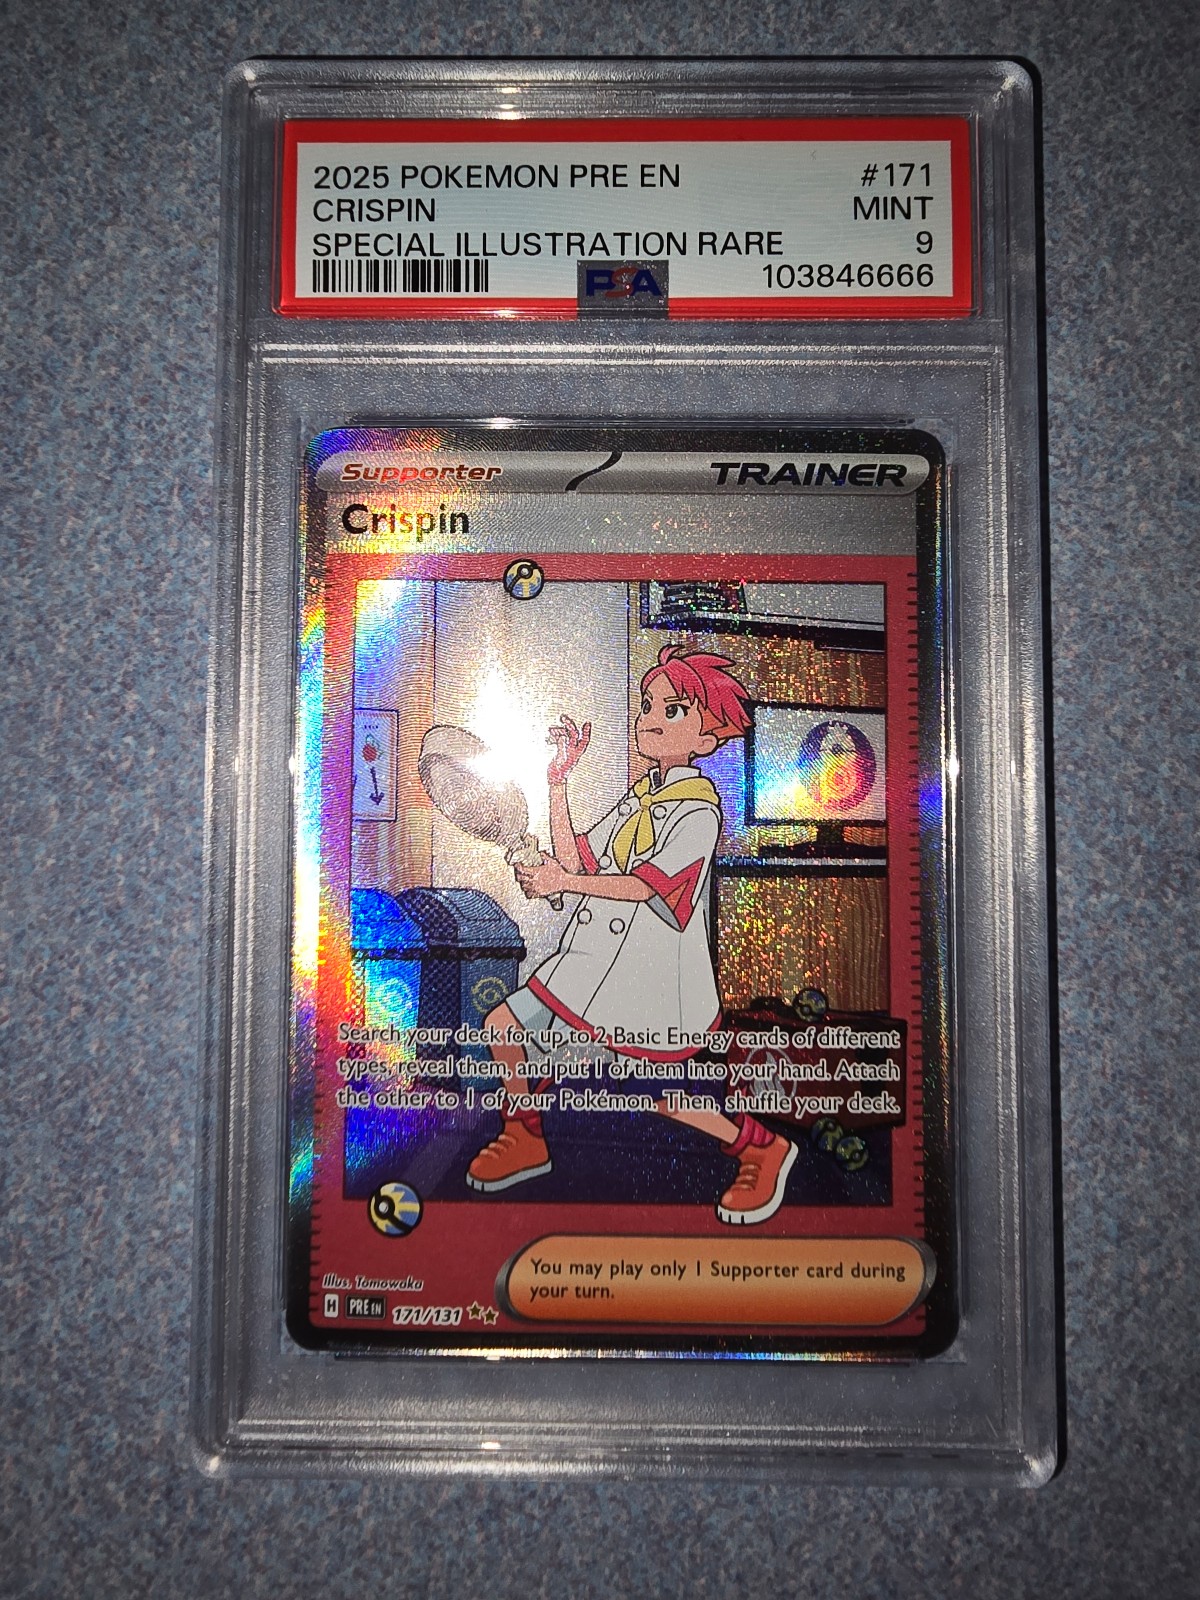 2025 POKEMON PRE EN #171
CRISPIN MINT
SPECIAL ILLUSTRATION RARE 9
PSA 103846666
Supporter TRAINER
Crispin
Search your deck for up to 2 Basic Energy cards of different
types, reveal them, and put 1 of them into your hand. Attach
the other to 1 of your Pokémon. Then, shuffle your deck.
You may play only 1 Supporter card during
your turn.
Illus. Tomowaka
H PRE EN 171/131